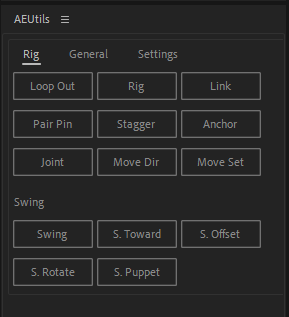 AEUtils
Rig General Settings
Loop Out Rig Link
Pair Pin Stagger Anchor
Joint Move Dir Move Set
Swing
Swing S. Toward S. Offset
S. Rotate S. Puppet